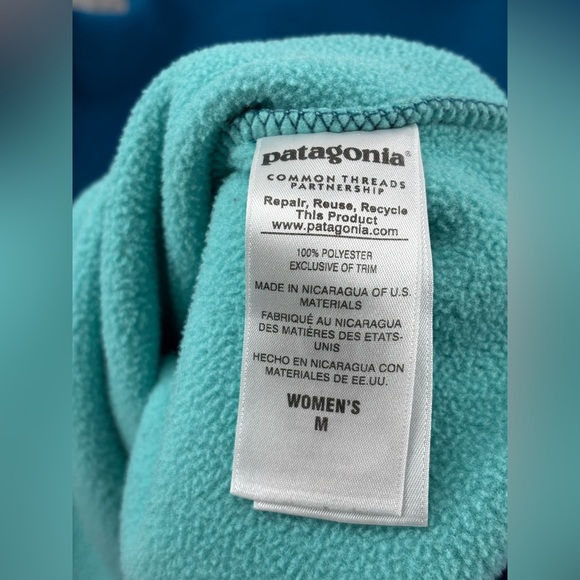 patagonia®
COMMON THREADS
PARTNERSHIP
Repair, Reuse, Recycle
This Product
www.patagonia.com
100% POLYESTER
EXCLUSIVE OF TRIM
MADE IN NICARAGUA OF U.S.
MATERIALS
FABRIQUÉ AU NICARAGUA
DES MATIÈRES DES ETATS-
UNIS
HECHO EN NICARAGUA CON
MATERIALES DE EE.UU.
WOMEN'S
M